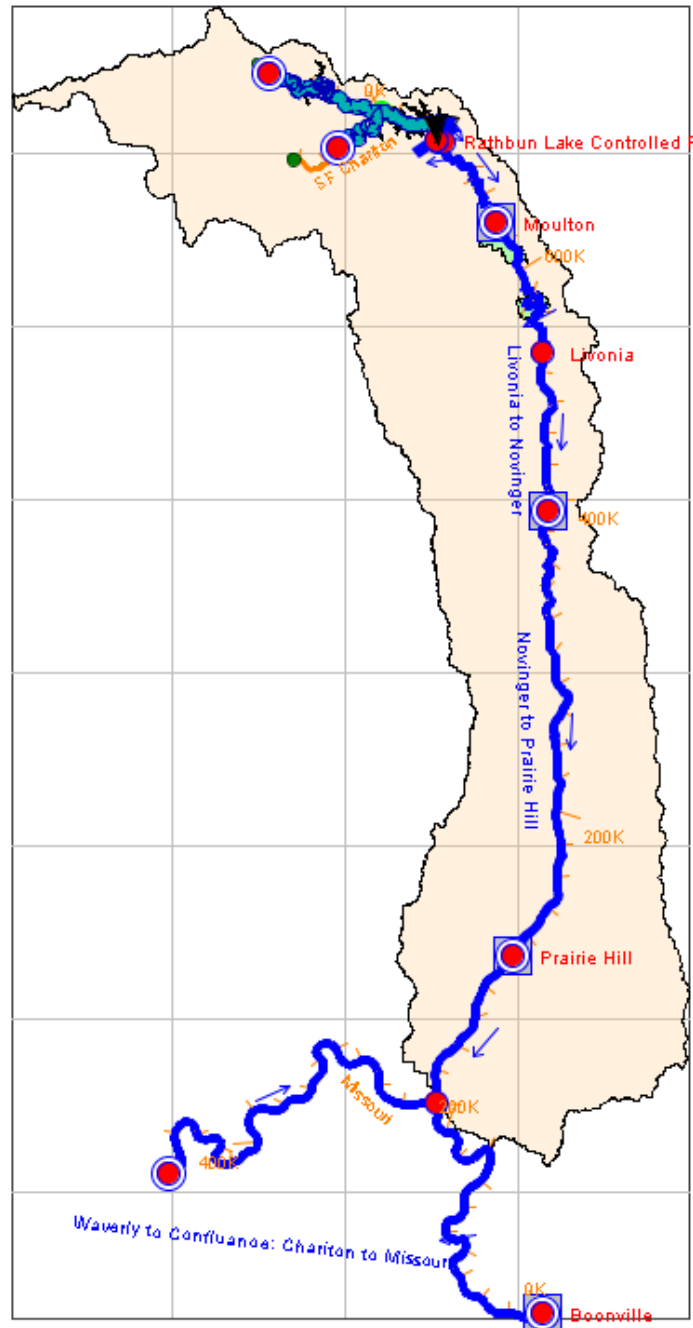 0K
Rathbun Lake Controlled F
SF Chariton
Moulton
600K
Livonia
Livonia to Novinger
400K
Novinger to Prairie Hill
200K
Prairie Hill
Missouri
200K
400K
Waverly to Confluance: Chariton to Missouri
0K
Boonville